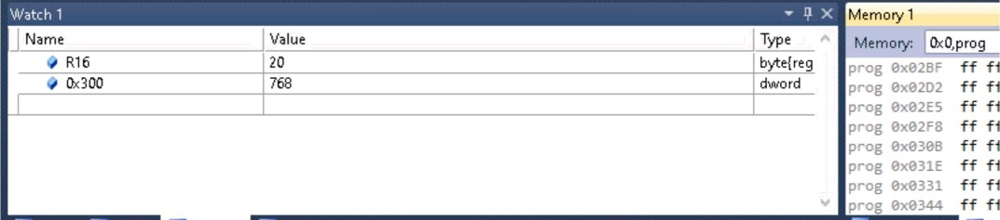 Watch 1
Name Value Type
R16 20 byte{reg
0x300 768 dword
Memory 1
Memory: 0x0,prog
prog 0x02BF ff ff
prog 0x02D2 ff ff
prog 0x02E5 ff ff
prog 0x02F8 ff ff
prog 0x030B ff ff
prog 0x031E ff ff
prog 0x0331 ff ff
prog 0x0344 ff ff